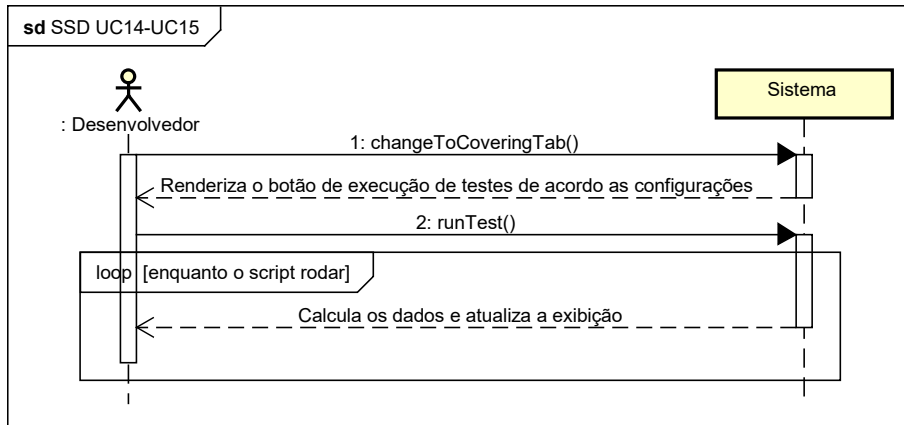 sd SSD UC14-UC15
Sistema
: Desenvolvedor
1: changeToCoveringTab()
Renderiza o botão de execução de testes de acordo as configurações
2: runTest()
loop [enquanto o script rodar]
Calcula os dados e atualiza a exibição